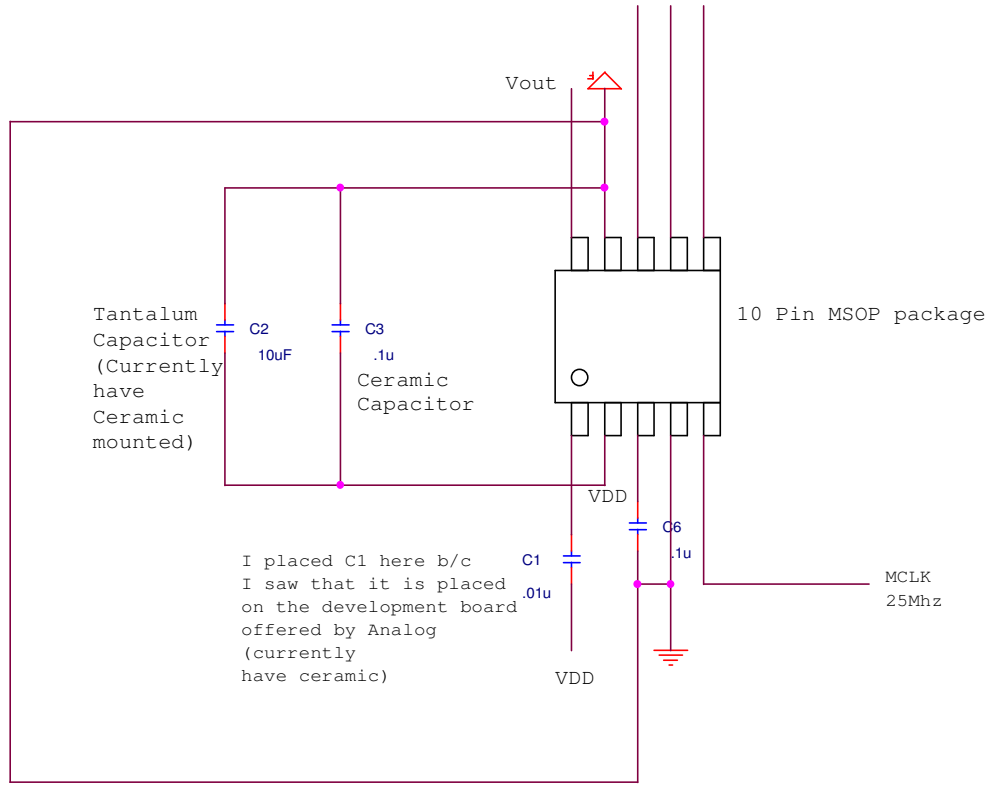 Vout
10 Pin MSOP package
Tantalum
Capacitor
(Currently
have
Ceramic
mounted)
C2
10uF
C3
.1u
Ceramic
Capacitor
VDD
C6
.1u
I placed C1 here b/c
I saw that it is placed
on the development board
offered by Analog
(currently
have ceramic)
C1
.01u
VDD
MCLK
25Mhz